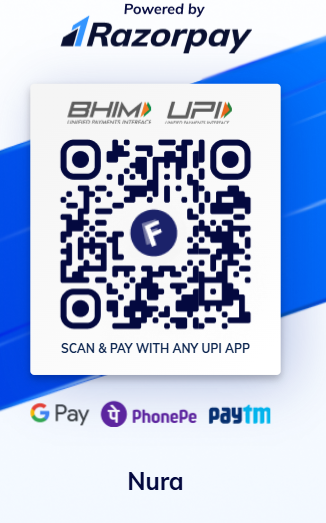 Powered by
Razorpay
BHIM UPI
UNIFIED PAYMENTS INTERFACE UNIFIED PAYMENTS INTERFACE
F
SCAN & PAY WITH ANY UPI APP
G Pay पे PhonePe paytm
Nura